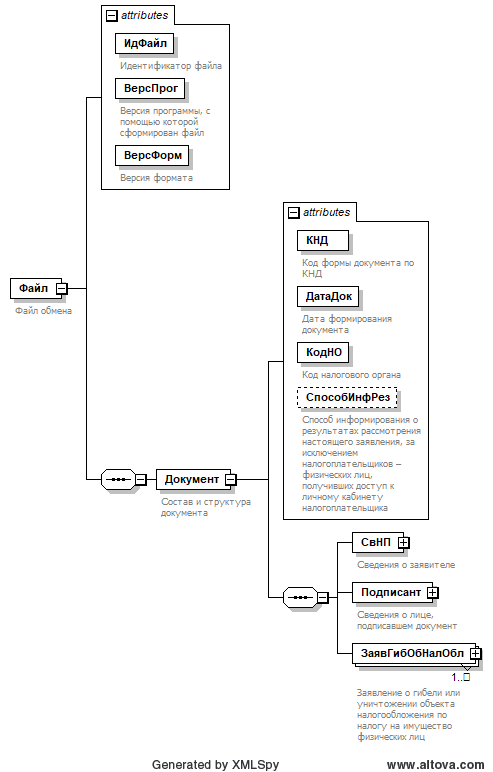 attributes
ИдФайл
Идентификатор файла
ВерсПрог
Версия программы, с
помощью которой
сформирован файл
ВерсФорм
Версия формата
Файл
Файл обмена
Документ
Состав и структура
документа
attributes
КНД
Код формы документа по
КНД
ДатаДок
Дата формирования
документа
КодНО
Код налогового органа
СпособИнфРез
Способ информирования о
результатах рассмотрения
настоящего заявления, за
исключением
налогоплательщиков –
физических лиц,
получивших доступ к
личному кабинету
налогоплательщика
СвНП
Сведения о заявителе
Подписант
Сведения о лице,
подписавшем документ
ЗаявГибОбНалОбл
1..
Заявление о гибели или
уничтожении объекта
налогообложения по
налогу на имущество
физических лиц
Generated by XMLSpy
www.altova.com